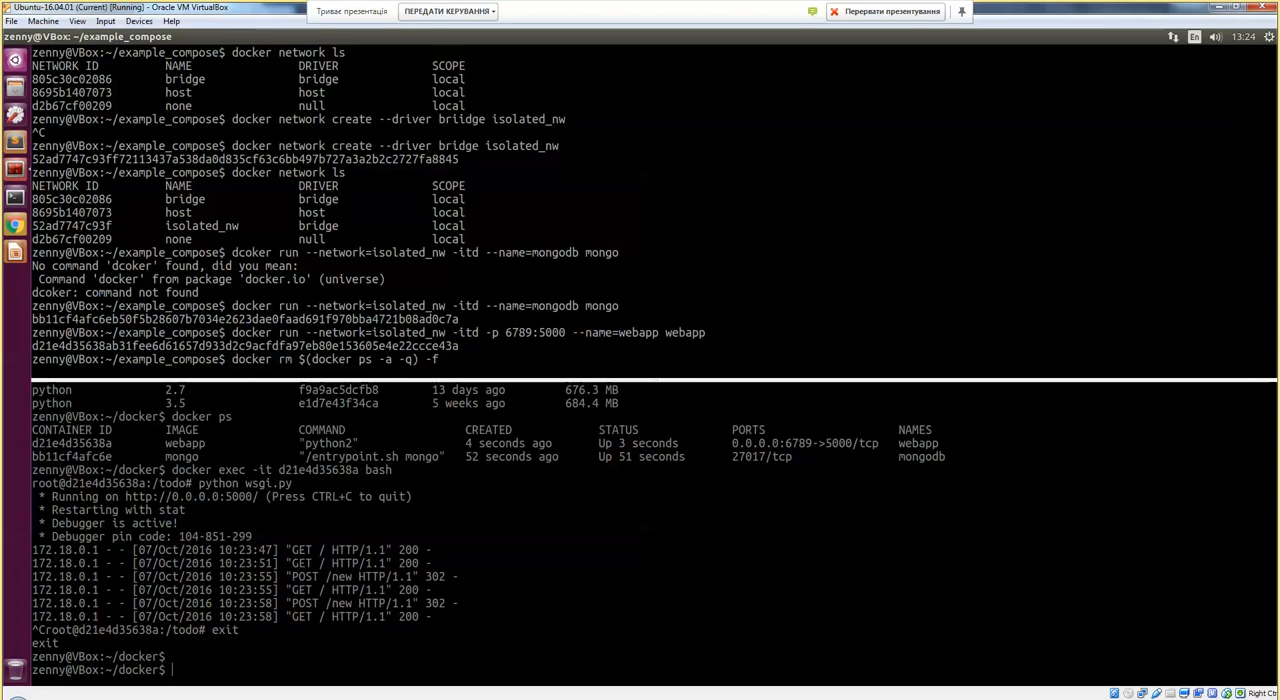 Ubuntu-16.04.01 (Current) [Running] - Oracle VM VirtualBox
Триває презентація
ПЕРЕДАТИ КЕРУВАННЯ
Перервати презентування
File Machine View Input Devices Help
zenny@VBox: ~/example_compose
En
13:24
zenny@VBox:~/example_compose$ docker network ls
NETWORK ID NAME DRIVER SCOPE
805c30c02086 bridge bridge local
8695b1407073 host host local
d2b67cf00209 none null local
zenny@VBox:~/example_compose$ docker network create --driver briidge isolated_nw
^C
zenny@VBox:~/example_compose$ docker network create --driver bridge isolated_nw
52ad7747c93ff72113437a538da0d835cf63c6bb497b727a3a2b2c2727fa8845
zenny@VBox:~/example_compose$ docker network ls
NETWORK ID NAME DRIVER SCOPE
805c30c02086 bridge bridge local
8695b1407073 host host local
52ad7747c93f isolated_nw bridge local
d2b67cf00209 none null local
zenny@VBox:~/example_compose$ dcoker run --network=isolated_nw -itd --name=mongodb mongo
No command 'dcoker' found, did you mean:
Command 'docker' from package 'docker.io' (universe)
dcoker: command not found
zenny@VBox:~/example_compose$ docker run --network=isolated_nw -itd --name=mongodb mongo
bb11cf4afc6eb50f5b28607b7034e2623dae0faad691f970bba4721b08ad0c7a
zenny@VBox:~/example_compose$ docker run --network=isolated_nw -itd -p 6789:5000 --name=webapp webapp
d21e4d35638ab31fee6d61657d933d2c9acfdfa97eb80e153605e4e22ccce43a
zenny@VBox:~/example_compose$ docker rm $(docker ps -a -q) -f
python 2.7 f9a9ac5dcfb8 13 days ago 676.3 MB
python 3.5 e1d7e43f34ca 5 weeks ago 684.4 MB
zenny@VBox:~/docker$ docker ps
CONTAINER ID IMAGE COMMAND CREATED STATUS PORTS NAMES
d21e4d35638a webapp "python2" 4 seconds ago Up 3 seconds 0.0.0.0:6789->5000/tcp webapp
bb11cf4afc6e mongo "/entrypoint.sh mongo" 52 seconds ago Up 51 seconds 27017/tcp mongodb
zenny@VBox:~/docker$ docker exec -it d21e4d35638a bash
root@d21e4d35638a:/todo# python wsgi.py
* Running on http://0.0.0.0:5000/ (Press CTRL+C to quit)
* Restarting with stat
* Debugger is active!
* Debugger pin code: 104-851-299
172.18.0.1 - - [07/Oct/2016 10:23:47] "GET / HTTP/1.1" 200 -
172.18.0.1 - - [07/Oct/2016 10:23:51] "GET / HTTP/1.1" 200 -
172.18.0.1 - - [07/Oct/2016 10:23:55] "POST /new HTTP/1.1" 302 -
172.18.0.1 - - [07/Oct/2016 10:23:55] "GET / HTTP/1.1" 200 -
172.18.0.1 - - [07/Oct/2016 10:23:58] "POST /new HTTP/1.1" 302 -
172.18.0.1 - - [07/Oct/2016 10:23:58] "GET / HTTP/1.1" 200 -
^Croot@d21e4d35638a:/todo# exit
exit
zenny@VBox:~/docker$
zenny@VBox:~/docker$
Right Ctr